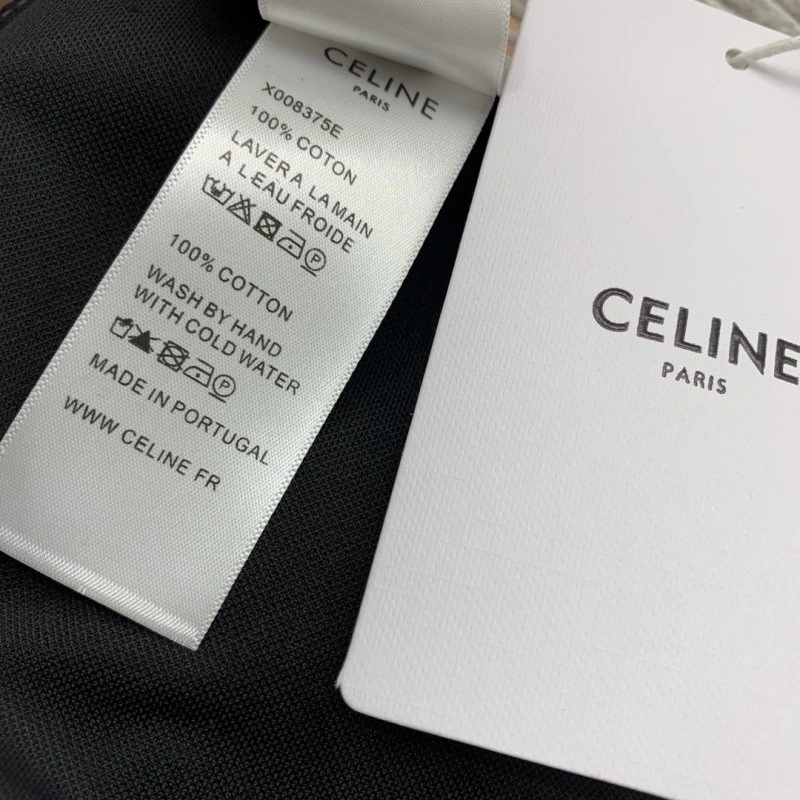 CELINE
PARIS
X008375E
100% COTON
LAVER A LA MAIN
A L EAU FROIDE
P
100% COTTON
WASH BY HAND
WITH COLD WATER
P
MADE IN PORTUGAL
WWW CELINE FR
CELINE
PARIS